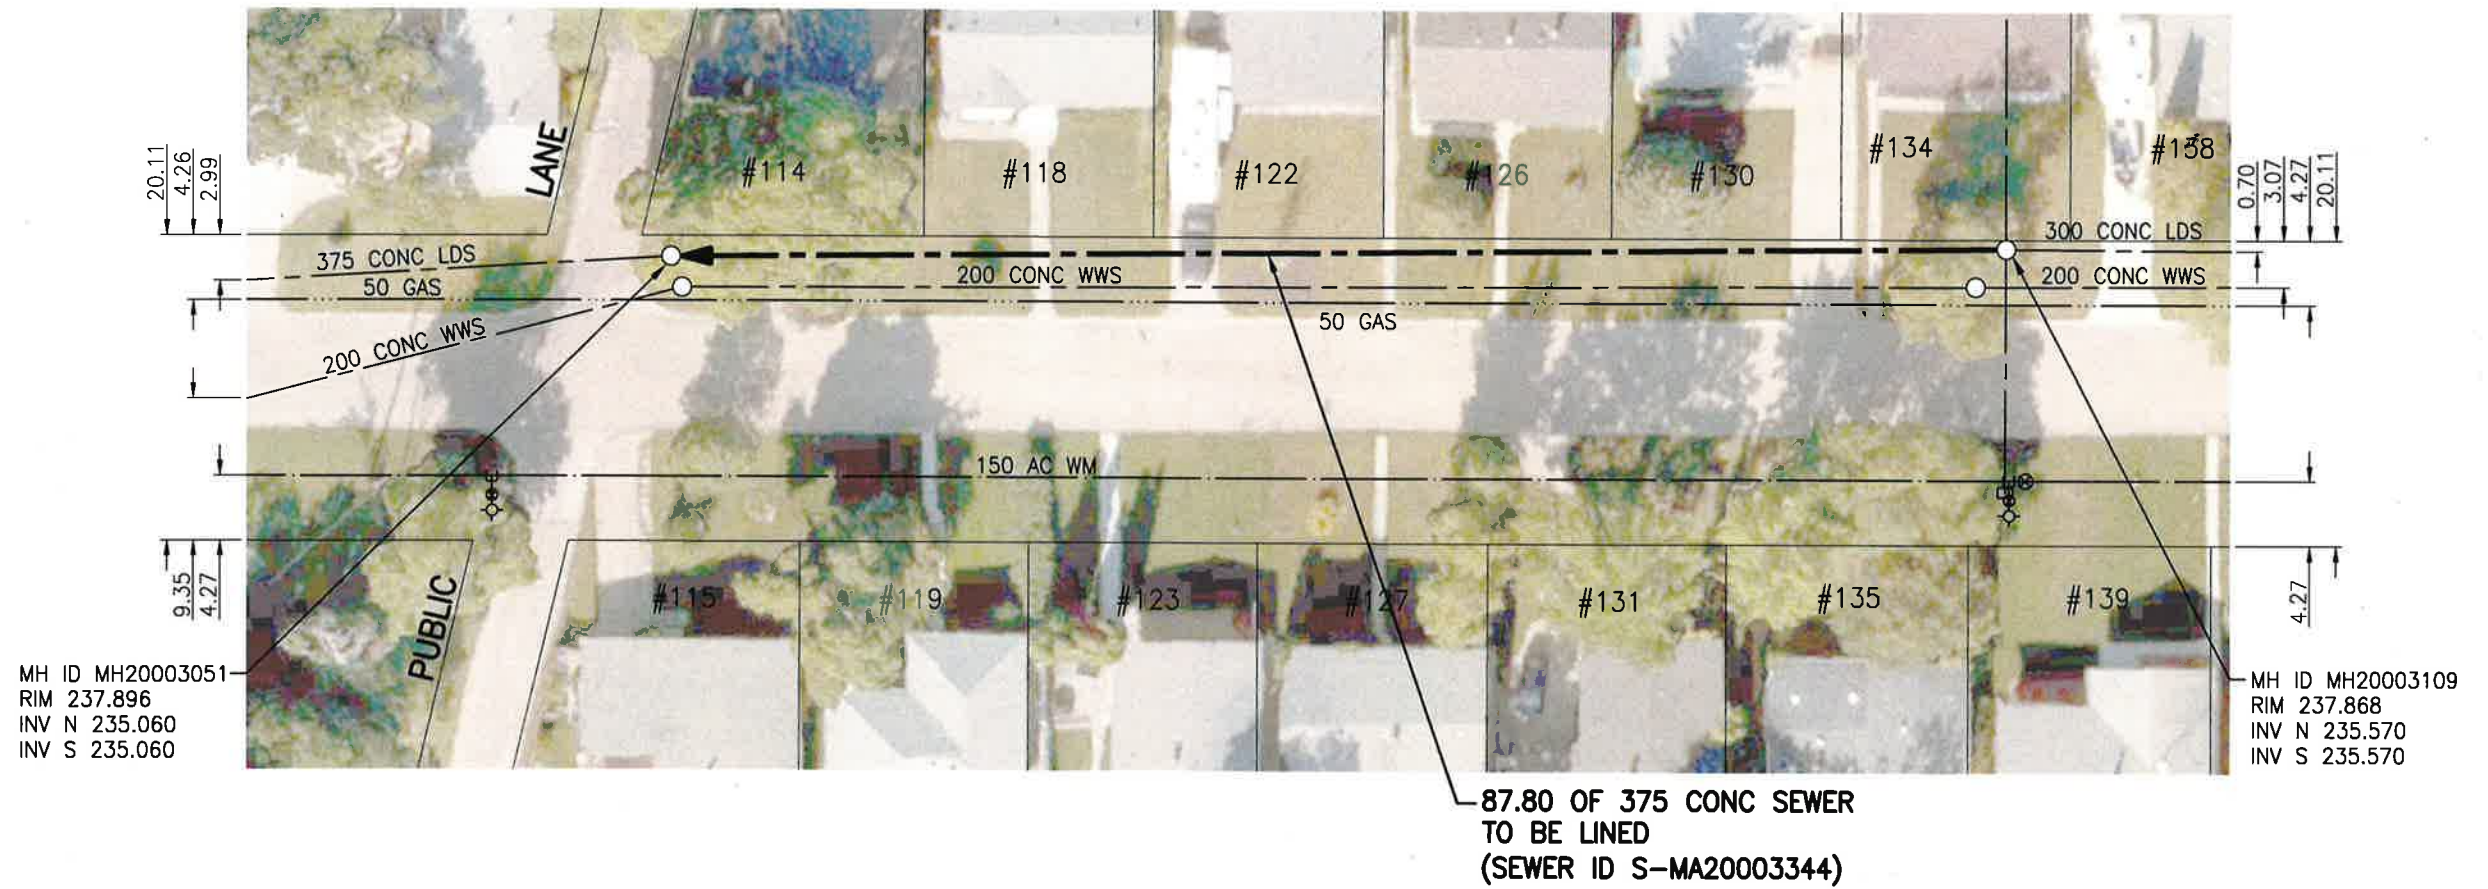 20.11
4.26
2.99
LANE
#114
#118
#122
#126
#130
#134
#138
0.70
3.07
4.27
20.11
375 CONC LDS
300 CONC LDS
50 GAS
200 CONC WWS
200 CONC WWS
200 CONC WWS
50 GAS
150 AC WM
9.35
4.27
PUBLIC
#115
#119
#123
#127
#131
#135
#139
4.27
MH ID MH20003051
RIM 237.896
INV N 235.060
INV S 235.060
MH ID MH20003109
RIM 237.868
INV N 235.570
INV S 235.570
87.80 OF 375 CONC SEWER
TO BE LINED
(SEWER ID S-MA20003344)